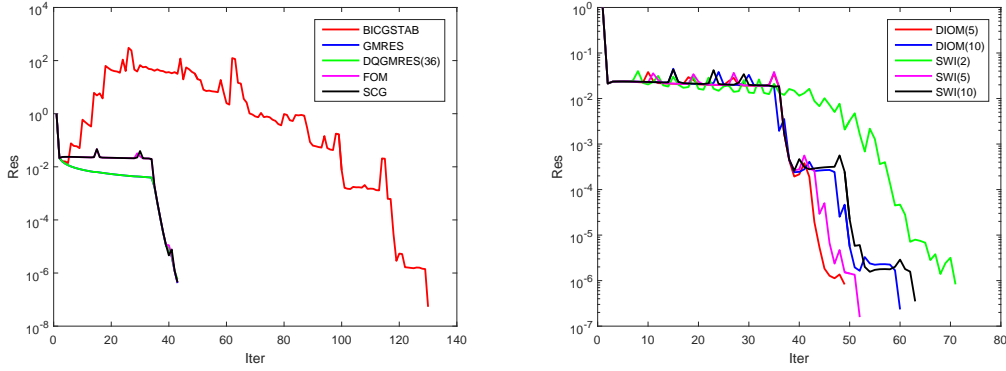 BICGSTAB
GMRES
DQGMRES(36)
FOM
SCG
10^2
10^0
10^-2
10^-4
10^-6
10^-8
0 20 40 60 80 100 120 140
Iter
Res
DIOM(5)
DIOM(10)
SWI(2)
SWI(5)
SWI(10)
10^0
10^-1
10^-2
10^-3
10^-4
10^-5
10^-6
10^-7
0 10 20 30 40 50 60 70 80
Iter
Res